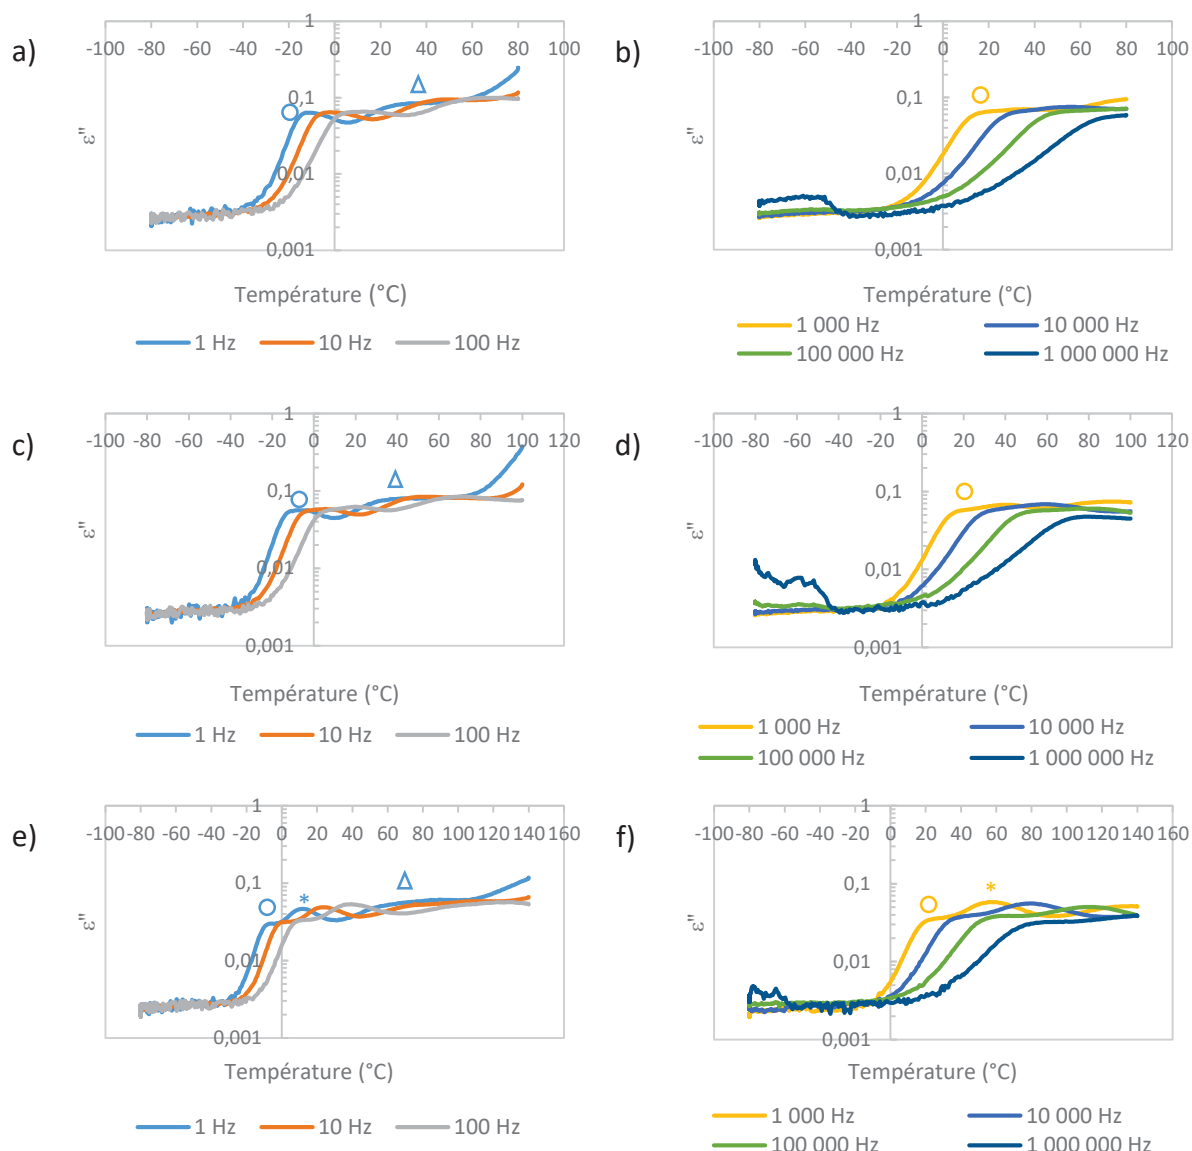 a)
-100 -80 -60 -40 -20 0 20 40 60 80 100
1
0,1
0,01
0,001
ε"
Température (°C)
1 Hz 10 Hz 100 Hz
b)
-100 -80 -60 -40 -20 0 20 40 60 80 100
1
0,1
0,01
0,001
ε"
Température (°C)
1 000 Hz 10 000 Hz
100 000 Hz 1 000 000 Hz
c)
-100 -80 -60 -40 -20 0 20 40 60 80 100 120
1
0,1
0,01
0,001
ε"
Température (°C)
1 Hz 10 Hz 100 Hz
d)
-100 -80 -60 -40 -20 0 20 40 60 80 100 120
1
0,1
0,01
0,001
ε"
Température (°C)
1 000 Hz 10 000 Hz
100 000 Hz 1 000 000 Hz
e)
-100 -80 -60 -40 -20 0 20 40 60 80 100 120 140 160
1
0,1
0,01
0,001
ε"
* 
Température (°C)
1 Hz 10 Hz 100 Hz
f)
-100 -80 -60 -40 -20 0 20 40 60 80 100 120 140 160
1
0,1
0,01
0,001
ε"
*
Température (°C)
1 000 Hz 10 000 Hz
100 000 Hz 1 000 000 Hz